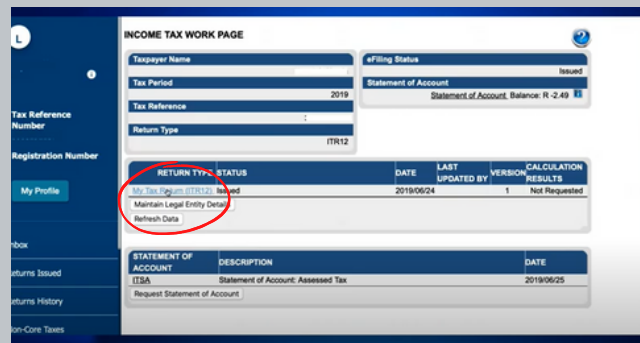 L
INCOME TAX WORK PAGE
Taxpayer Name
eFiling Status
Issued
Tax Period
2019
Statement of Account
Statement of Account Balance: R -2.49
Tax Reference
:
Return Type
ITR12
Tax Reference
Number
Registration Number
My Profile
RETURN TYPE STATUS DATE LAST UPDATED BY VERSION CALCULATION RESULTS
My Tax Return (ITR12) Issued 2019/06/24 1 Not Requested
Maintain Legal Entity Details
Refresh Data
STATEMENT OF ACCOUNT DESCRIPTION DATE
ITSA Statement of Account: Assessed Tax 2019/06/25
Request Statement of Account
nbox
eturns Issued
eturns History
on-Core Taxes